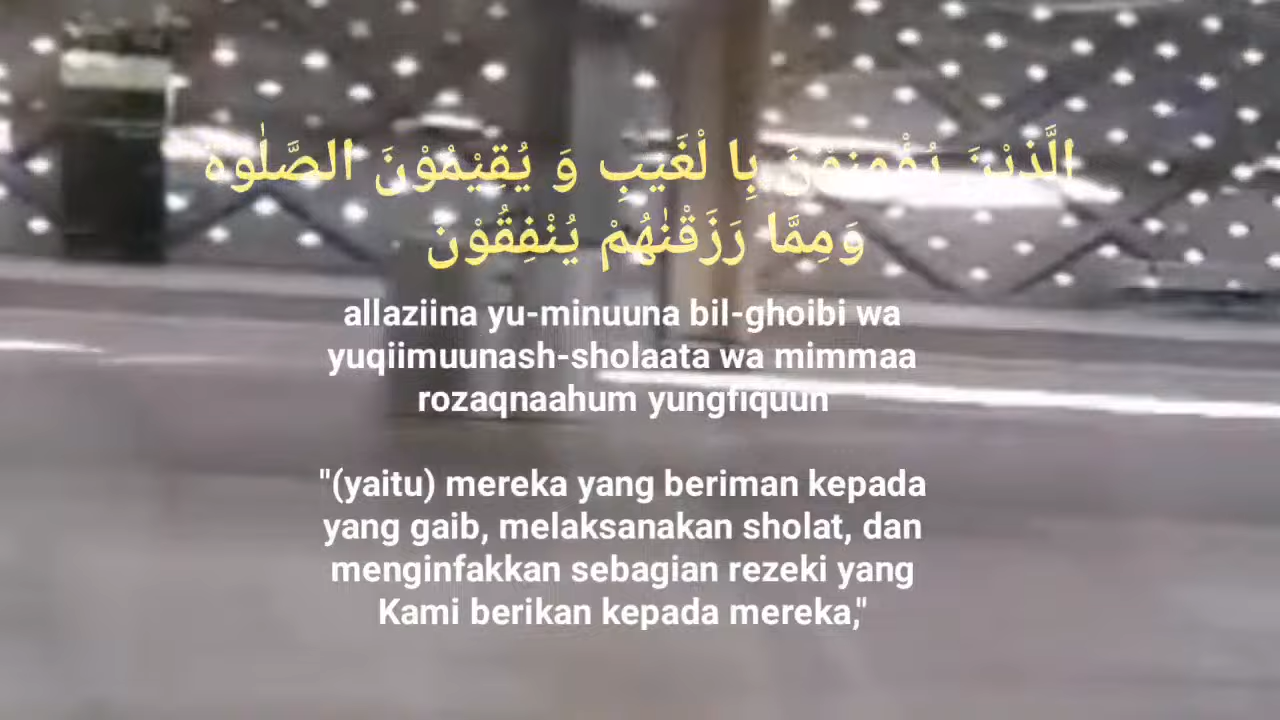 الَّذِيْنَ يُؤْمِنُوْنَ بِا لْغَيْبِ وَ يُقِيْمُوْنَ الصَّلٰوةَ
وَمِمَّا رَزَقْنٰهُمْ يُنْفِقُوْنَ
allaziina yu-minuuna bil-ghoibi wa
yuqiimuunash-sholaata wa mimmaa
rozaqnaahum yungfiquun
"(yaitu) mereka yang beriman kepada
yang gaib, melaksanakan sholat, dan
menginfakkan sebagian rezeki yang
Kami berikan kepada mereka,"